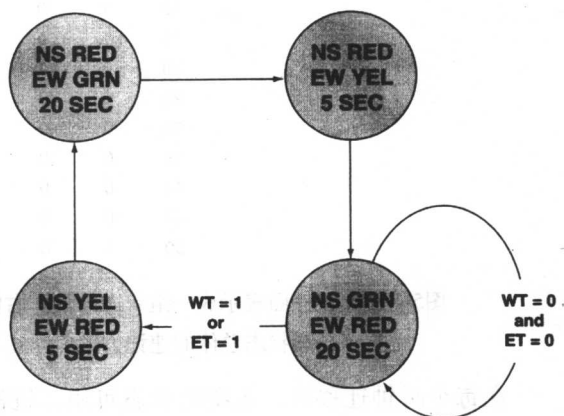 NS RED
EW GRN
20 SEC
NS RED
EW YEL
5 SEC
NS YEL
EW RED
5 SEC
WT = 1
or
ET = 1
NS GRN
EW RED
20 SEC
WT = 0
and
ET = 0